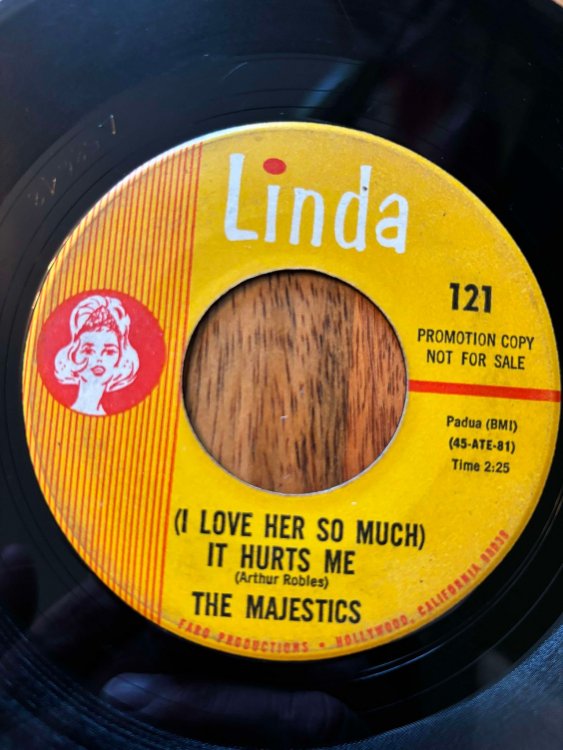 Linda
121
PROMOTION COPY
NOT FOR SALE
Padua (BMI)
(45-ATE-81)
Time 2:25
(I LOVE HER SO MUCH)
IT HURTS ME
(Arthur Robles)
THE MAJESTICS
FARO PRODUCTIONS • HOLLYWOOD, CALIFORNIA